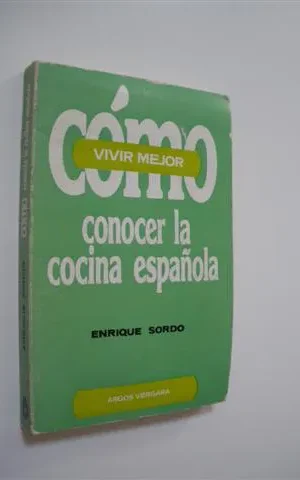 cómo
VIVIR MEJOR
conocer la
cocina española
ENRIQUE SORDO
ARGOS VERGARA